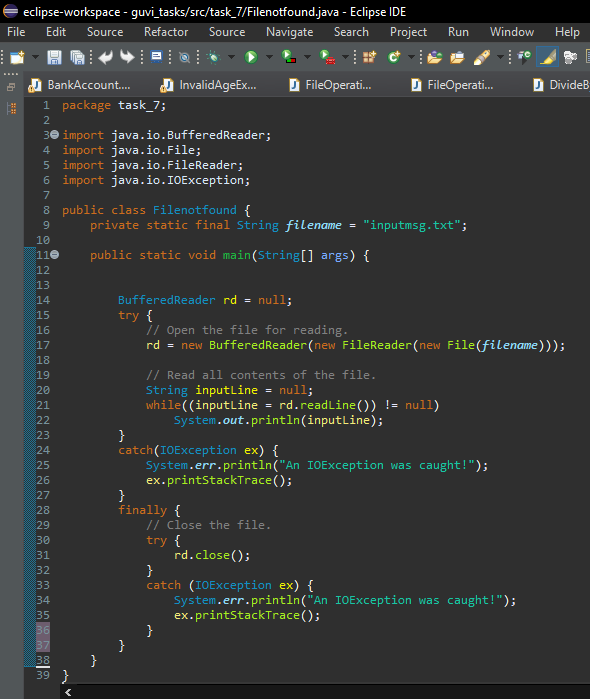 eclipse-workspace - guvi_tasks/src/task_7/Filenotfound.java - Eclipse IDE
File Edit Source Refactor Source Navigate Search Project Run Window Help
BankAccount.... InvalidAgeEx... FileOperati... FileOperati... DivideB
1 package task_7;
2
3 import java.io.BufferedReader;
4 import java.io.File;
5 import java.io.FileReader;
6 import java.io.IOException;
7
8 public class Filenotfound {
9     private static final String filename = "inputmsg.txt";
10
11     public static void main(String[] args) {
12
13
14         BufferedReader rd = null;
15         try {
16             // Open the file for reading.
17             rd = new BufferedReader(new FileReader(new File(filename)));
18
19             // Read all contents of the file.
20             String inputLine = null;
21             while((inputLine = rd.readLine()) != null)
22                 System.out.println(inputLine);
23         }
24         catch(IOException ex) {
25             System.err.println("An IOException was caught!");
26             ex.printStackTrace();
27         }
28         finally {
29             // Close the file.
30             try {
31                 rd.close();
32             }
33             catch (IOException ex) {
34                 System.err.println("An IOException was caught!");
35                 ex.printStackTrace();
36             }
37         }
38     }
39 }